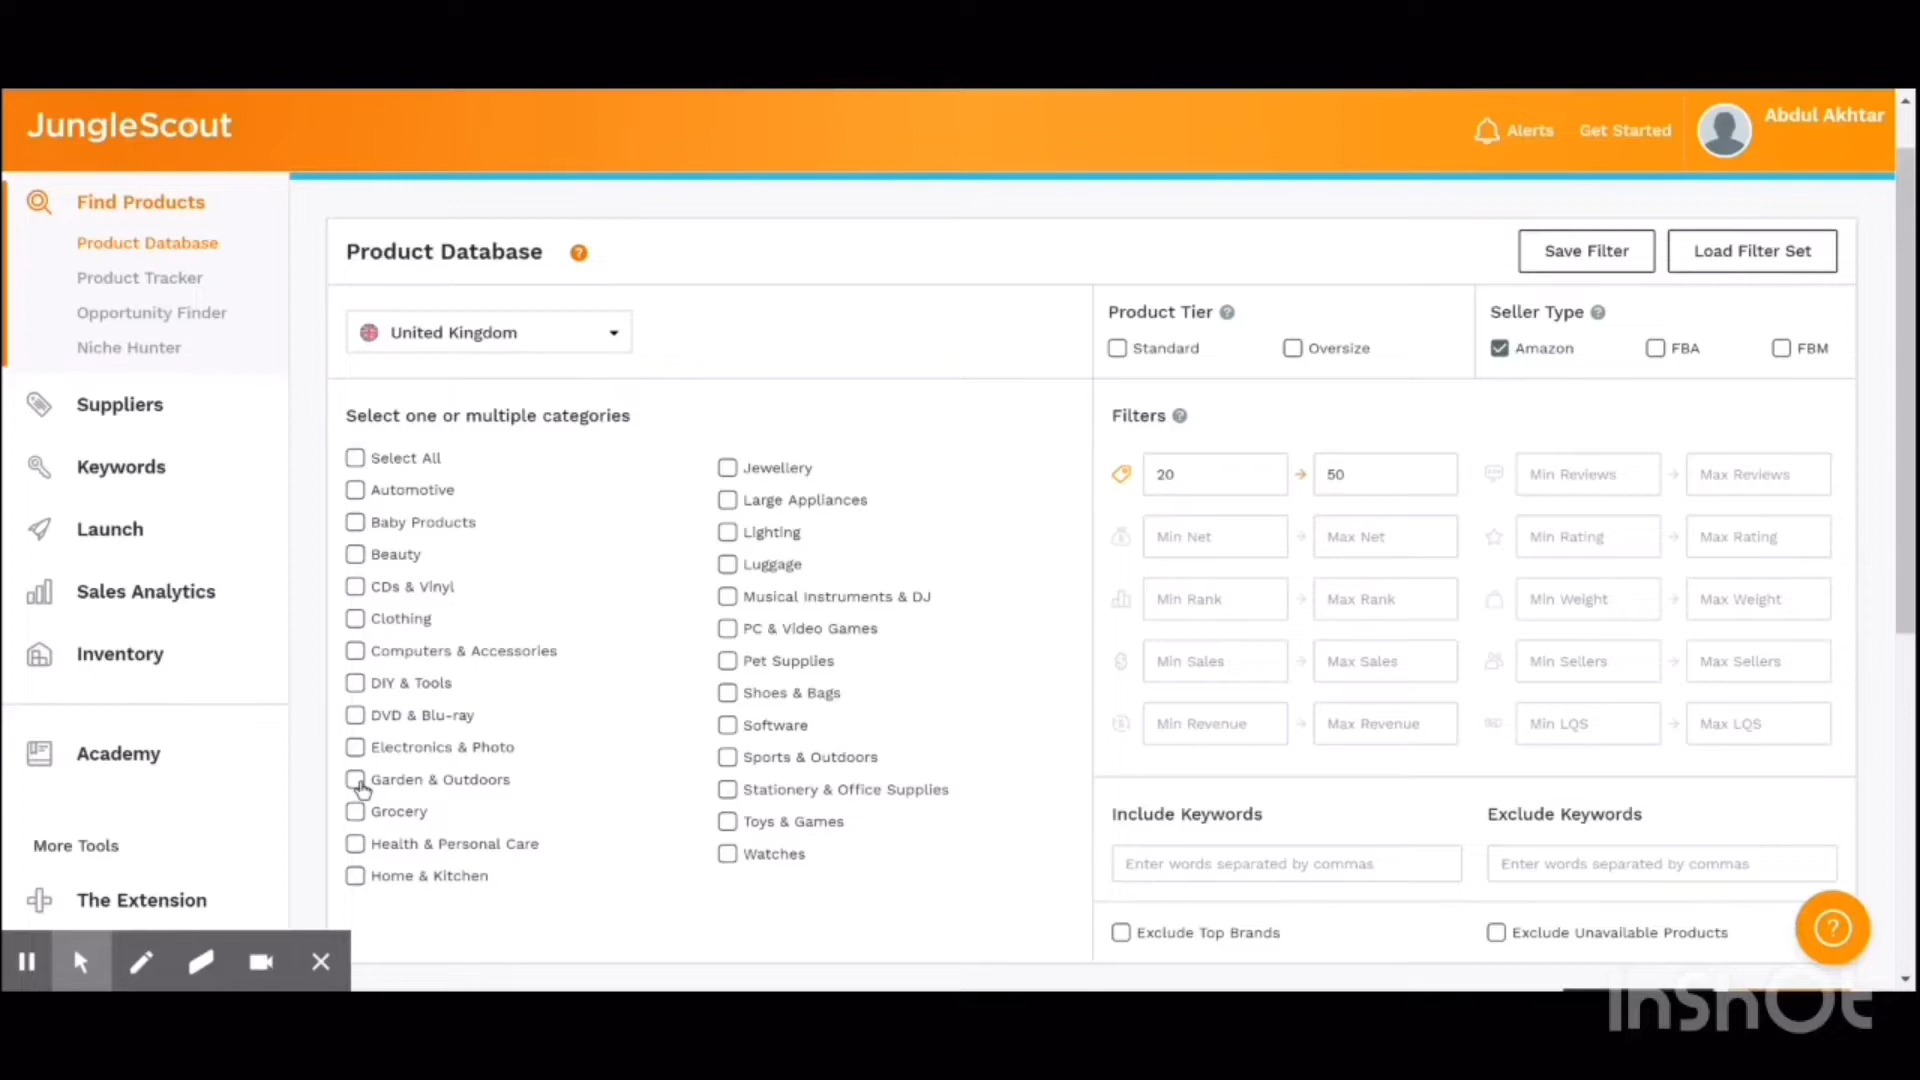 JungleScout
Alerts
Get Started
Abdul Akhtar
Find Products
Product Database
Product Tracker
Opportunity Finder
Niche Hunter
Suppliers
Keywords
Launch
Sales Analytics
Inventory
Academy
More Tools
The Extension
Product Database ?
Save Filter
Load Filter Set
United Kingdom
Product Tier ?
Standard
Oversize
Seller Type ?
Amazon
FBA
FBM
Select one or multiple categories
Select All
Automotive
Baby Products
Beauty
CDs & Vinyl
Clothing
Computers & Accessories
DIY & Tools
DVD & Blu-ray
Electronics & Photo
Garden & Outdoors
Grocery
Health & Personal Care
Home & Kitchen
Jewellery
Large Appliances
Lighting
Luggage
Musical Instruments & DJ
PC & Video Games
Pet Supplies
Shoes & Bags
Software
Sports & Outdoors
Stationery & Office Supplies
Toys & Games
Watches
Filters ?
20 → 50
Min Reviews → Max Reviews
Min Net → Max Net
Min Rating → Max Rating
Min Rank → Max Rank
Min Weight → Max Weight
Min Sales → Max Sales
Min Sellers → Max Sellers
Min Revenue → Max Revenue
Min LQS → Max LQS
Include Keywords
Enter words separated by commas
Exclude Keywords
Enter words separated by commas
Exclude Top Brands
Exclude Unavailable Products
?
InShOt